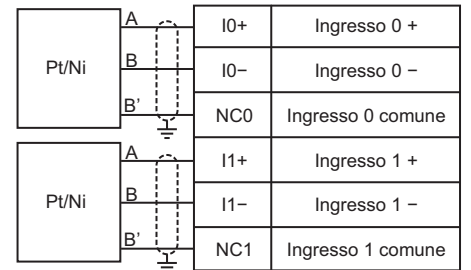 A I0+ Ingresso 0 +
Pt/Ni B I0− Ingresso 0 −
B' NC0 Ingresso 0 comune
A I1+ Ingresso 1 +
Pt/Ni B I1− Ingresso 1 −
B' NC1 Ingresso 1 comune